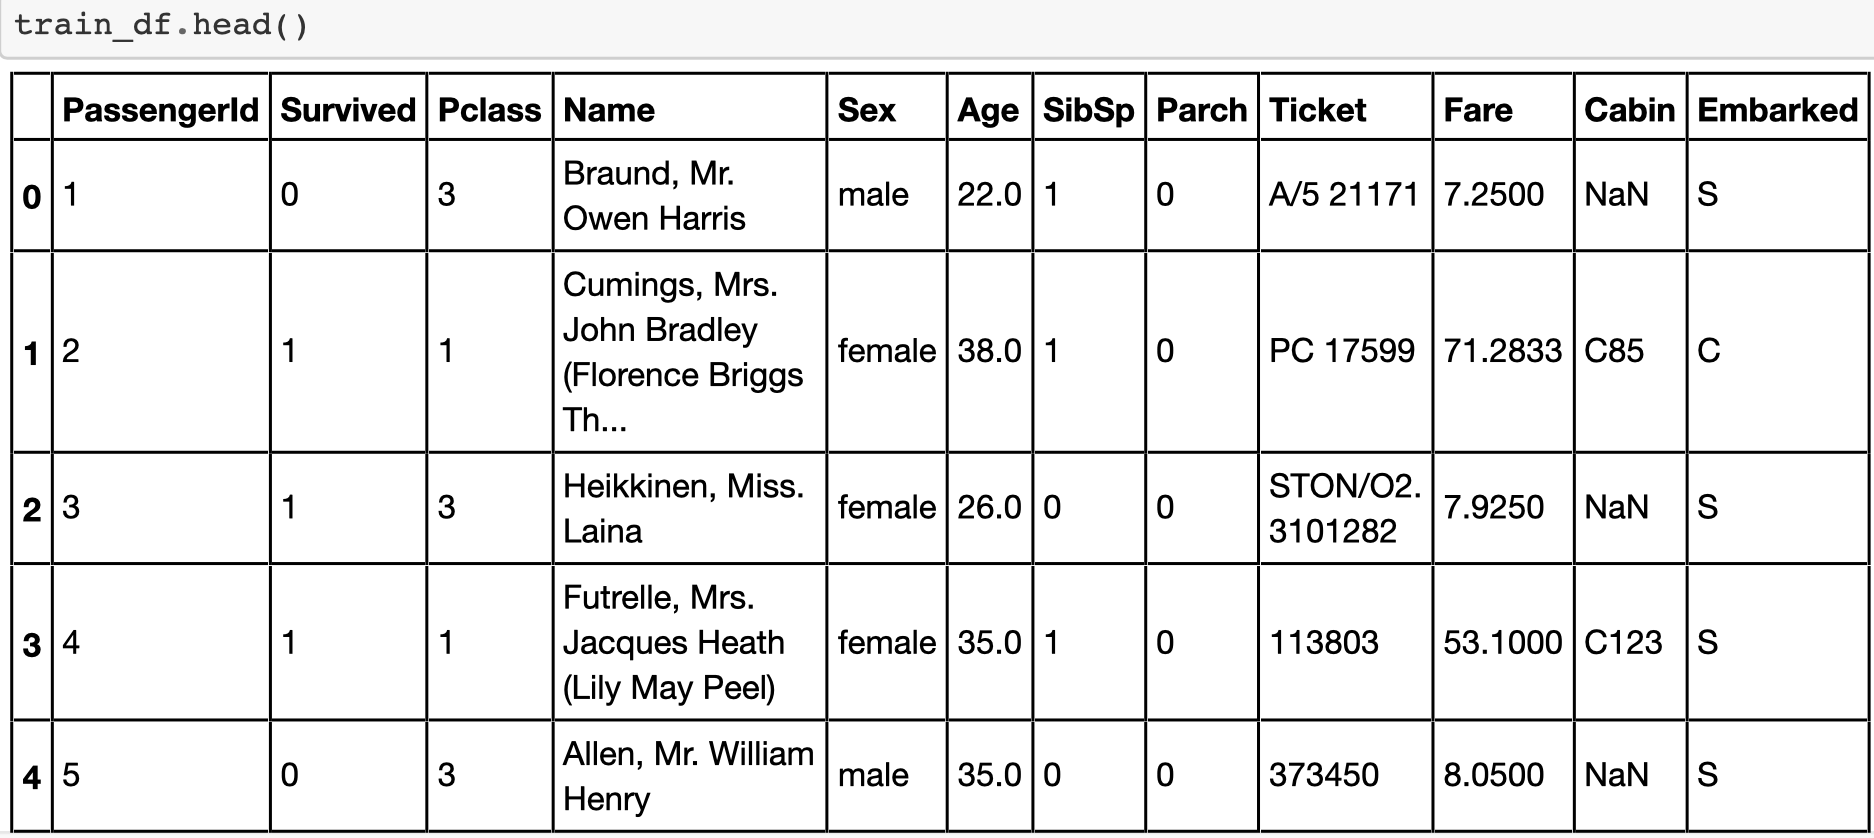 train_df.head()
PassengerId Survived Pclass Name Sex Age SibSp Parch Ticket Fare Cabin Embarked
0 1 0 3 Braund, Mr. Owen Harris male 22.0 1 0 A/5 21171 7.2500 NaN S
1 2 1 1 Cumings, Mrs. John Bradley (Florence Briggs Th... female 38.0 1 0 PC 17599 71.2833 C85 C
2 3 1 3 Heikkinen, Miss. Laina female 26.0 0 0 STON/O2. 3101282 7.9250 NaN S
3 4 1 1 Futrelle, Mrs. Jacques Heath (Lily May Peel) female 35.0 1 0 113803 53.1000 C123 S
4 5 0 3 Allen, Mr. William Henry male 35.0 0 0 373450 8.0500 NaN S